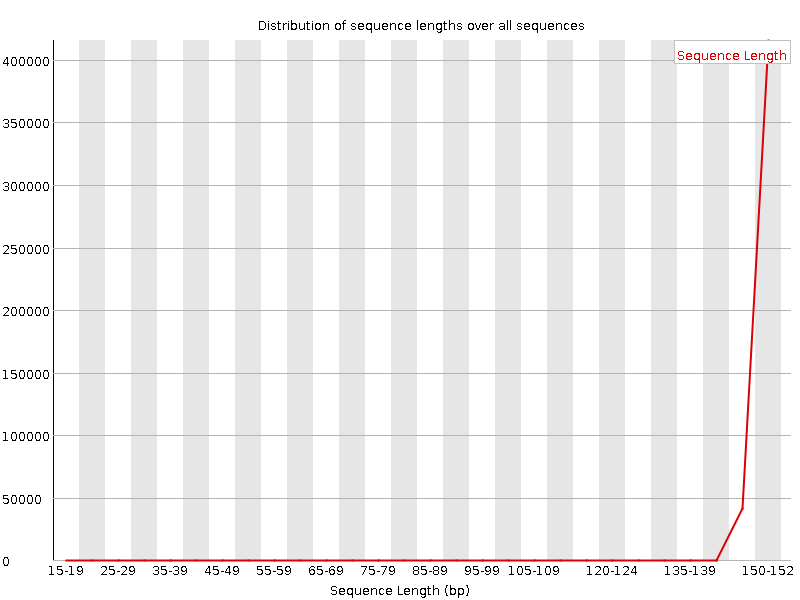 Distribution of sequence lengths over all sequences
Sequence Length
400000
350000
300000
250000
200000
150000
100000
50000
0
15-19 25-29 35-39 45-49 55-59 65-69 75-79 85-89 95-99 105-109 120-124 135-139 150-152
Sequence Length (bp)